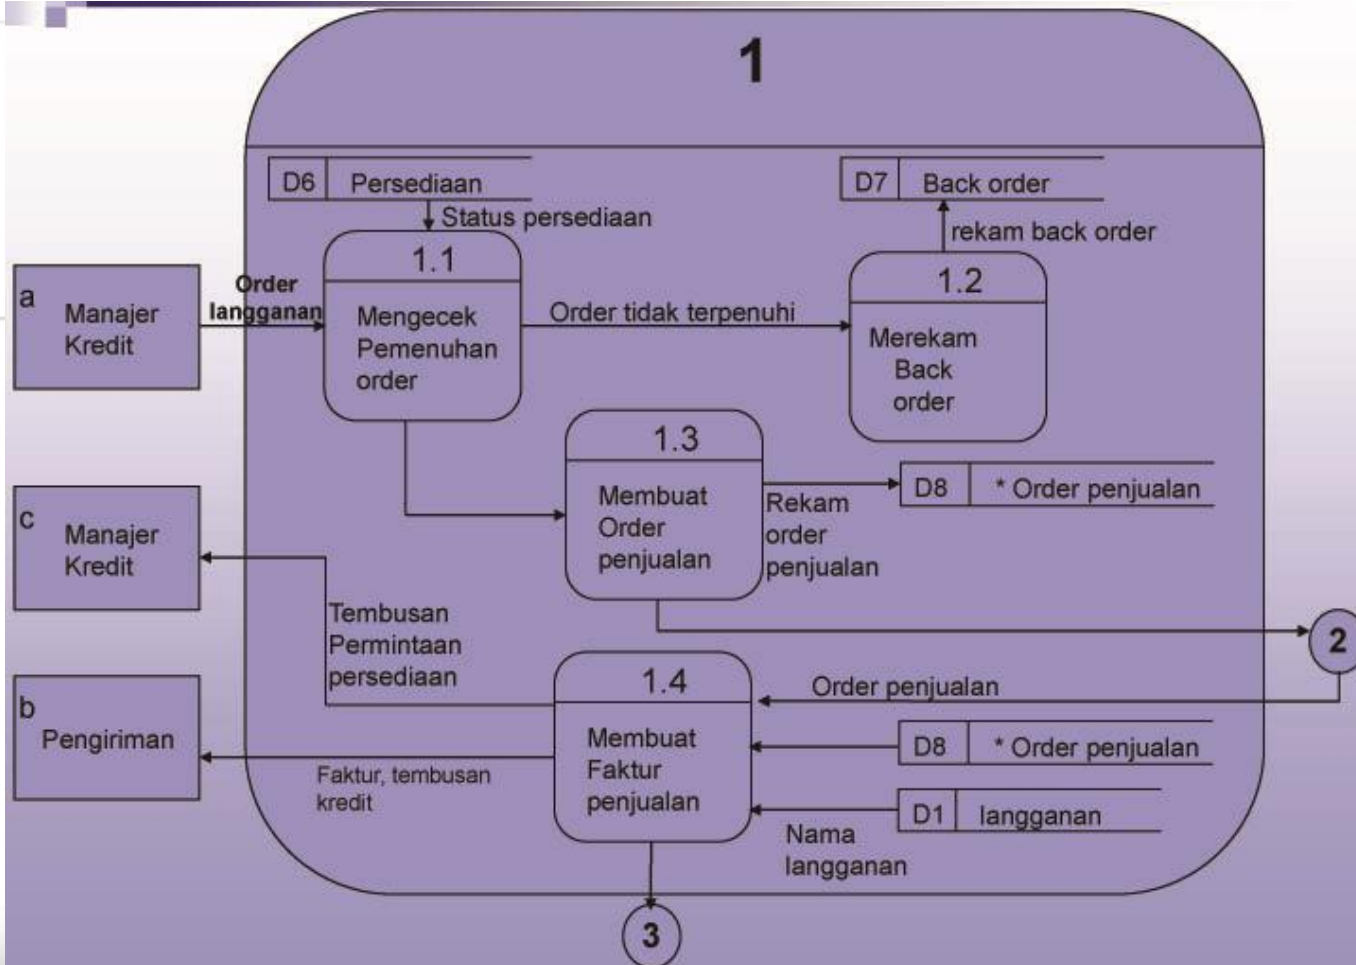 1
D6 Persediaan
D7 Back order
Status persediaan
rekam back order
1.1
Mengecek
Pemenuhan
order
1.2
Merekam
Back
order
a
Manajer
Kredit
Order
langganan
Order tidak terpenuhi
1.3
Membuat
Order
penjualan
Rekam
order
penjualan
D8 * Order penjualan
c
Manajer
Kredit
Tembusan
Permintaan
persediaan
2
1.4
Membuat
Faktur
penjualan
Order penjualan
b
Pengiriman
D8 * Order penjualan
Faktur, tembusan
kredit
D1 langganan
Nama
langganan
3